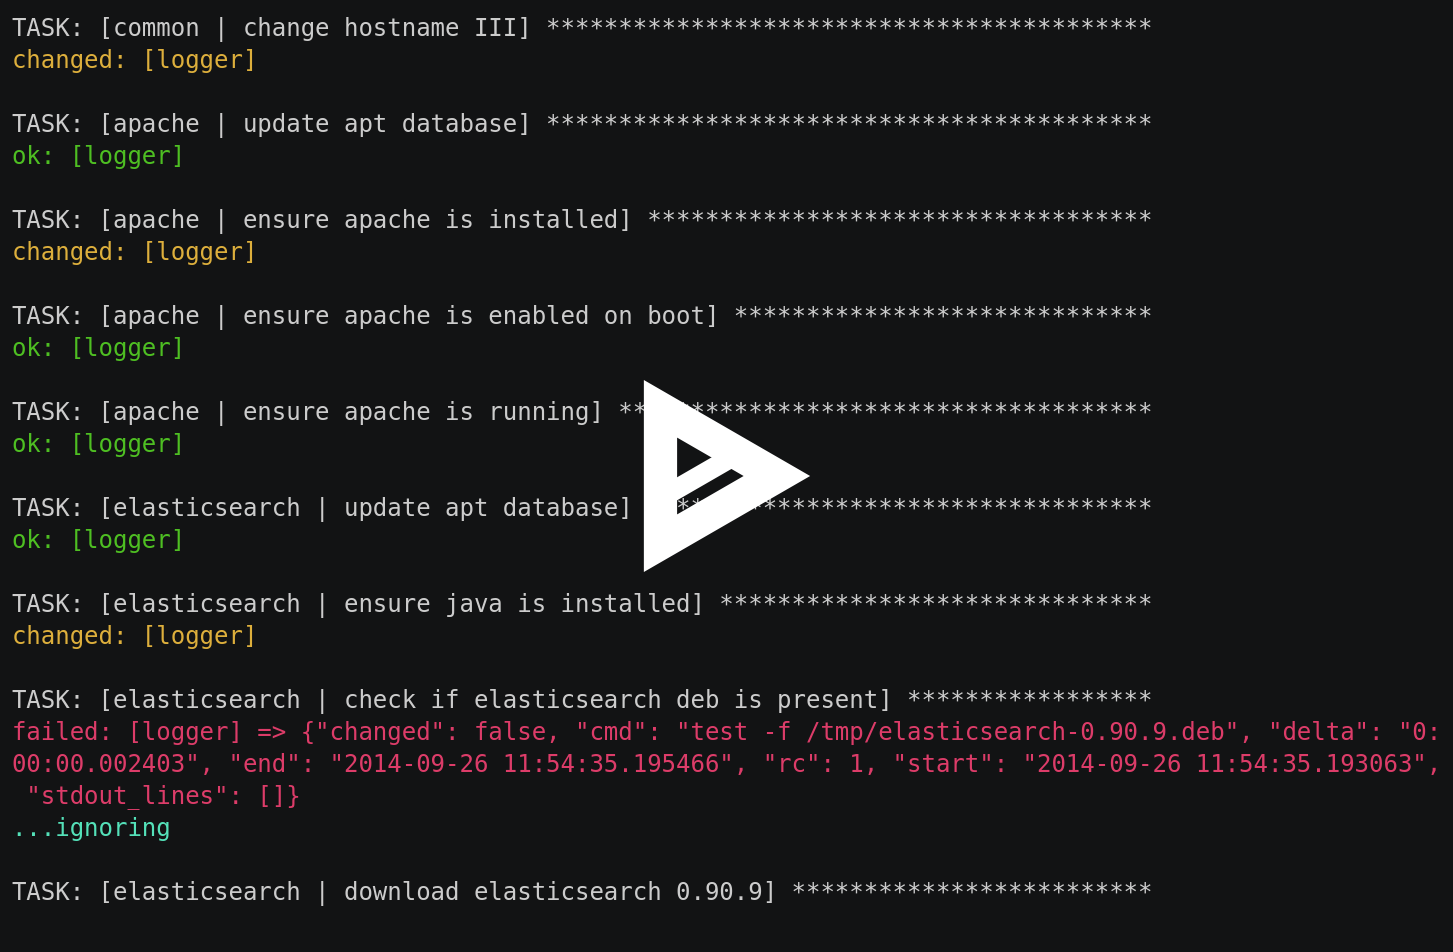 TASK: [common | change hostname III] ******************************************
changed: [logger]
TASK: [apache | update apt database] ******************************************
ok: [logger]
TASK: [apache | ensure apache is installed] ***********************************
changed: [logger]
TASK: [apache | ensure apache is enabled on boot] *****************************
ok: [logger]
TASK: [apache | ensure apache is running] *************************************
ok: [logger]
TASK: [elasticsearch | update apt database] ***********************************
ok: [logger]
TASK: [elasticsearch | ensure java is installed] ******************************
changed: [logger]
TASK: [elasticsearch | check if elasticsearch deb is present] *****************
failed: [logger] => {"changed": false, "cmd": "test -f /tmp/elasticsearch-0.90.9.deb", "delta": "0:
00:00.002403", "end": "2014-09-26 11:54:35.195466", "rc": 1, "start": "2014-09-26 11:54:35.193063",
 "stdout_lines": []}
...ignoring
TASK: [elasticsearch | download elasticsearch 0.90.9] *************************